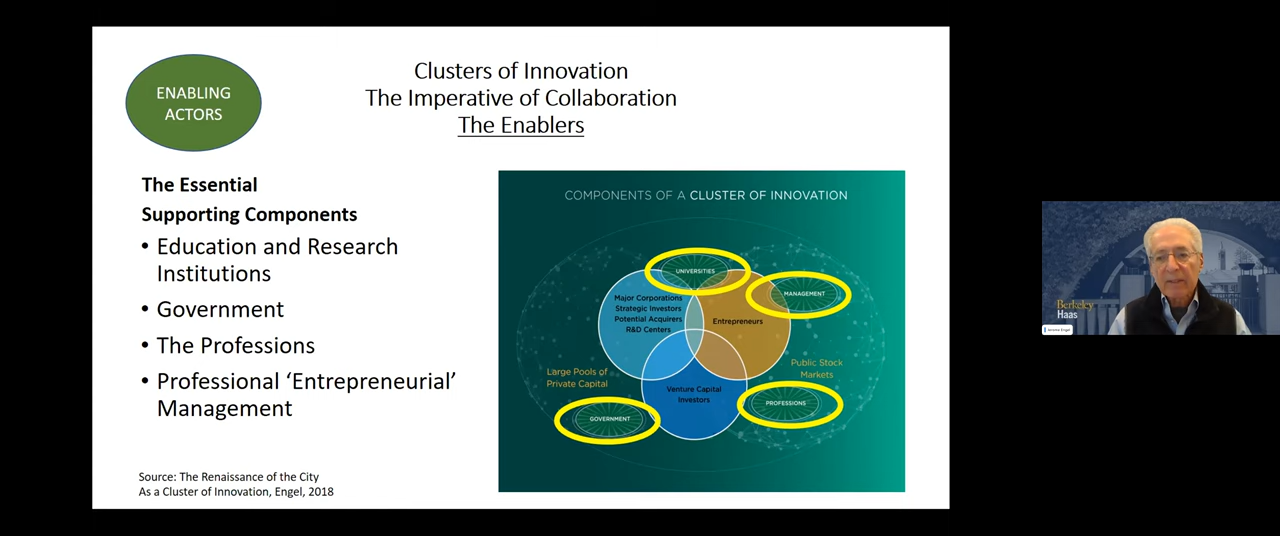 ENABLING
ACTORS
Clusters of Innovation
The Imperative of Collaboration
The Enablers
The Essential
Supporting Components
• Education and Research
Institutions
• Government
• The Professions
• Professional ‘Entrepreneurial’
Management
Source: The Renaissance of the City
As a Cluster of Innovation, Engel, 2018
COMPONENTS OF A CLUSTER OF INNOVATION
UNIVERSITIES
MANAGEMENT
Major Corporations
Strategic Investors
Potential Acquirers
R&D Centers
Entrepreneurs
Large Pools of
Private Capital
Public Stock
Markets
Venture Capital
Investors
GOVERNMENT
PROFESSIONS
Berkeley
Haas
Jerome Engel